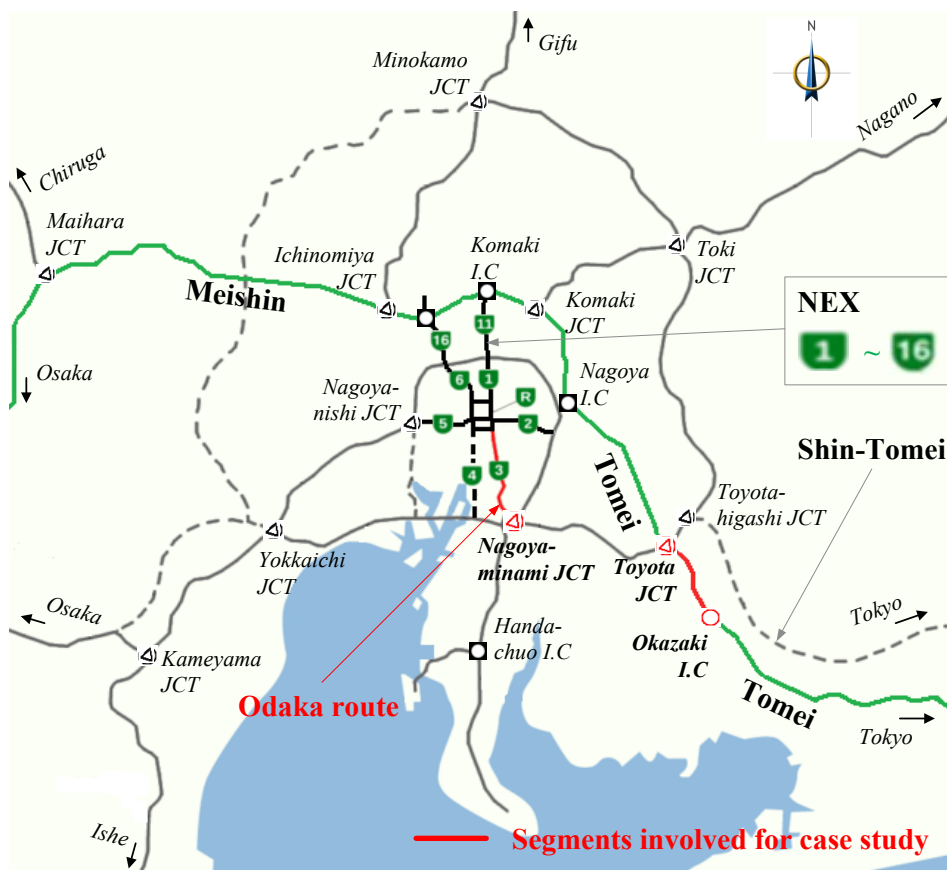 N
Gifu
Minokamo
JCT
Nagano
Chiruga
Maihara
JCT
Ichinomiya
JCT
Komaki
I.C
Toki
JCT
Meishin
Komaki
JCT
NEX
1 ~ 16
11
16
Osaka
Nagoya-
nishi JCT
6
1
R
Nagoya
I.C
5
2
Shin-Tomei
4
3
Tomei
Toyota-
higashi JCT
Yokkaichi
JCT
Nagoya-
minami JCT
Toyota
JCT
Osaka
Tokyo
Kameyama
JCT
Handa-
chuo I.C
Okazaki
I.C
Odaka route
Tomei
Tokyo
Ishe
Segments involved for case study